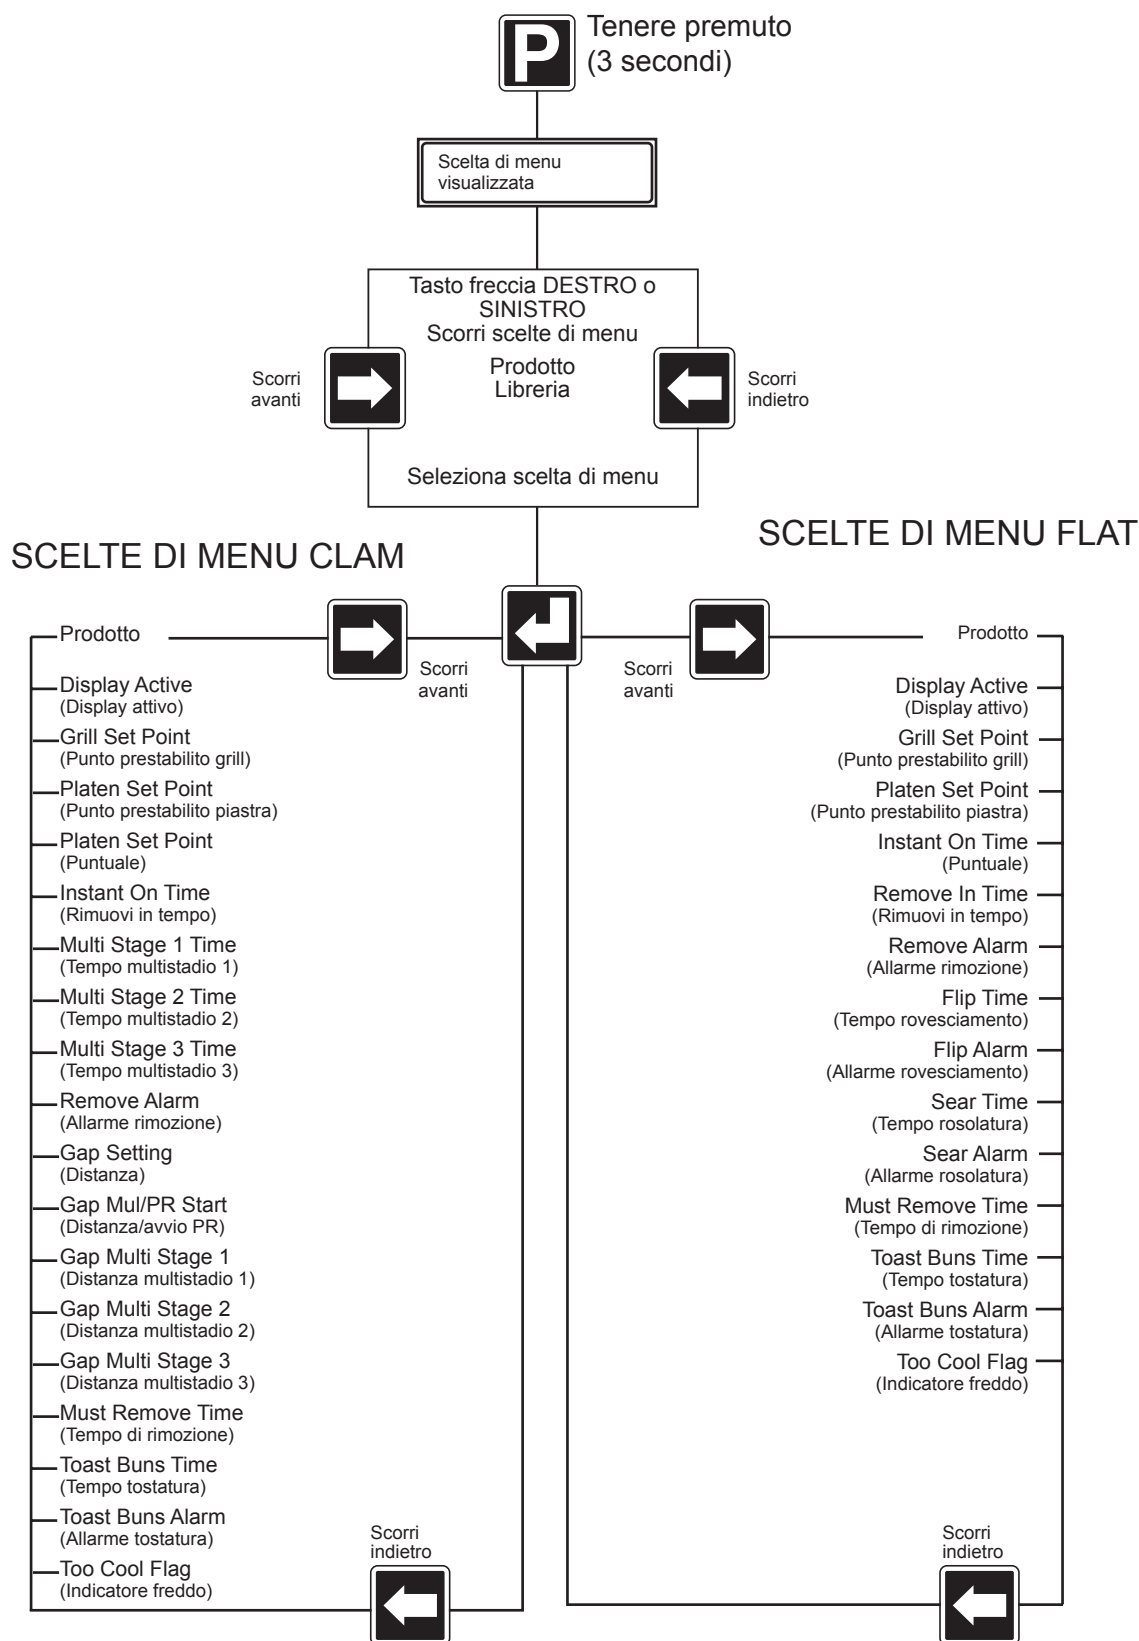 P
Tenere premuto
(3 secondi)
Scelta di menu
visualizzata
Tasto freccia DESTRO o
SINISTRO
Scorri scelte di menu
Prodotto
Libreria
Scorri
avanti
Scorri
indietro
Seleziona scelta di menu
SCELTE DI MENU CLAM
SCELTE DI MENU FLAT
Scorri
avanti
Scorri
avanti
Prodotto
Display Active
(Display attivo)
Grill Set Point
(Punto prestabilito grill)
Platen Set Point
(Punto prestabilito piastra)
Platen Set Point
(Puntuale)
Instant On Time
(Rimuovi in tempo)
Multi Stage 1 Time
(Tempo multistadio 1)
Multi Stage 2 Time
(Tempo multistadio 2)
Multi Stage 3 Time
(Tempo multistadio 3)
Remove Alarm
(Allarme rimozione)
Gap Setting
(Distanza)
Gap Mul/PR Start
(Distanza/avvio PR)
Gap Multi Stage 1
(Distanza multistadio 1)
Gap Multi Stage 2
(Distanza multistadio 2)
Gap Multi Stage 3
(Distanza multistadio 3)
Must Remove Time
(Tempo di rimozione)
Toast Buns Time
(Tempo tostatura)
Toast Buns Alarm
(Allarme tostatura)
Too Cool Flag
(Indicatore freddo)
Scorri
indietro
Prodotto
Display Active
(Display attivo)
Grill Set Point
(Punto prestabilito grill)
Platen Set Point
(Punto prestabilito piastra)
Instant On Time
(Puntuale)
Remove In Time
(Rimuovi in tempo)
Remove Alarm
(Allarme rimozione)
Flip Time
(Tempo rovesciamento)
Flip Alarm
(Allarme rovesciamento)
Sear Time
(Tempo rosolatura)
Sear Alarm
(Allarme rosolatura)
Must Remove Time
(Tempo di rimozione)
Toast Buns Time
(Tempo tostatura)
Toast Buns Alarm
(Allarme tostatura)
Too Cool Flag
(Indicatore freddo)
Scorri
indietro